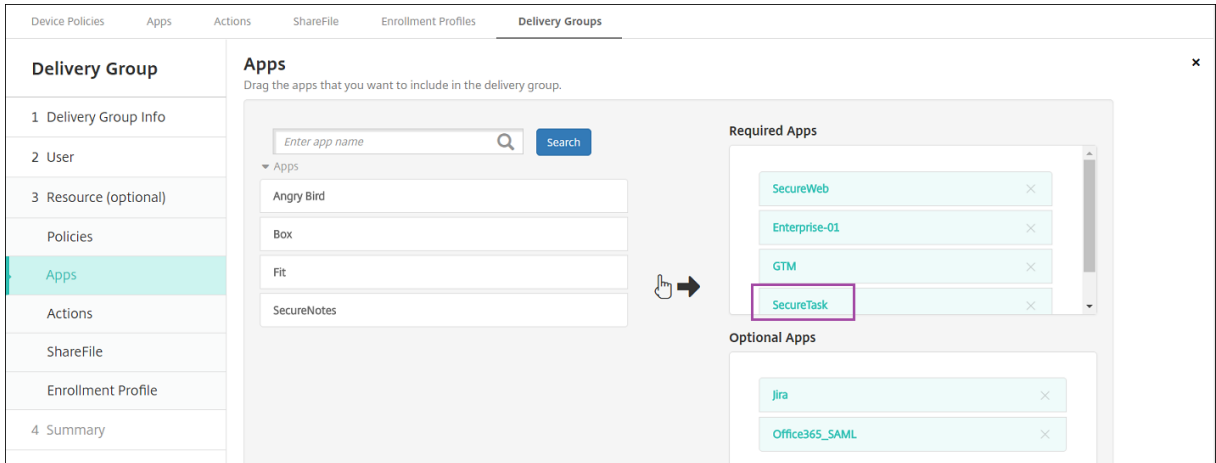 Device Policies Apps Actions ShareFile Enrollment Profiles Delivery Groups
Delivery Group
1 Delivery Group Info
2 User
3 Resource (optional)
Policies
Apps
Actions
ShareFile
Enrollment Profile
4 Summary
Apps
Drag the apps that you want to include in the delivery group.
Enter app name Search
Apps
Angry Bird
Box
Fit
SecureNotes
Required Apps
SecureWeb
Enterprise-01
GTM
SecureTask
Optional Apps
Jira
Office365_SAML